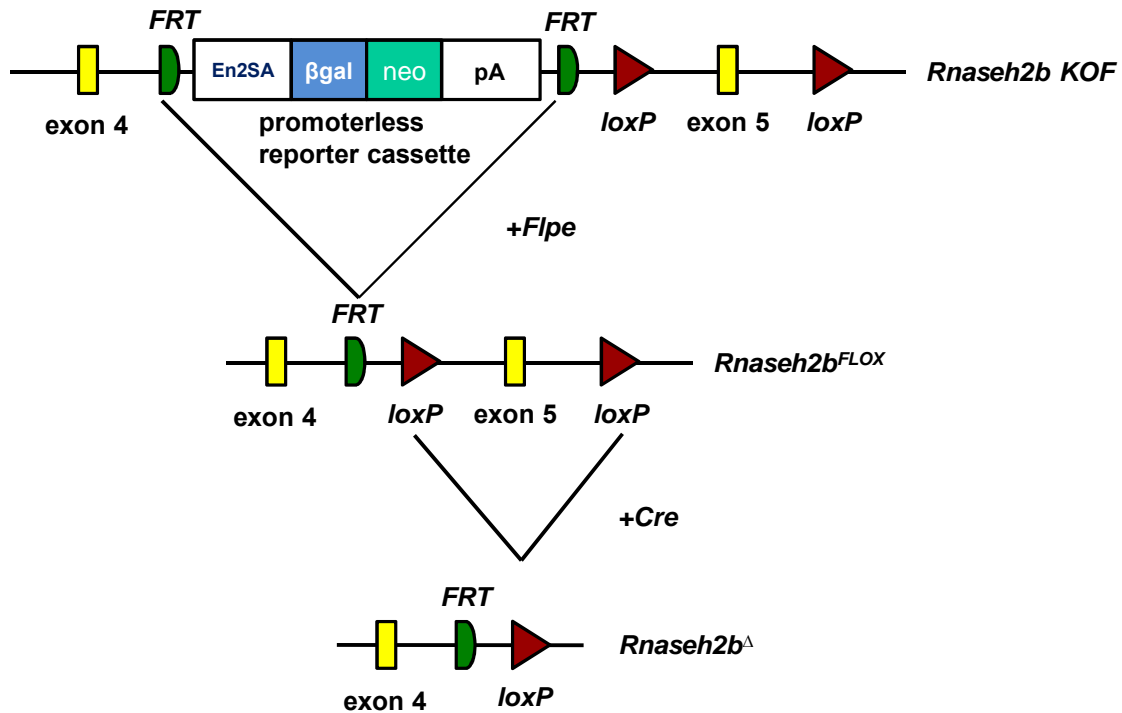 FRT
FRT
En2SA
βgal
neo
pA
Rnaseh2b KOF
exon 4
promoterless
reporter cassette
loxP
exon 5
loxP
+Flpe
FRT
Rnaseh2bFLOX
exon 4
loxP
exon 5
loxP
+Cre
FRT
Rnaseh2b∆
exon 4
loxP